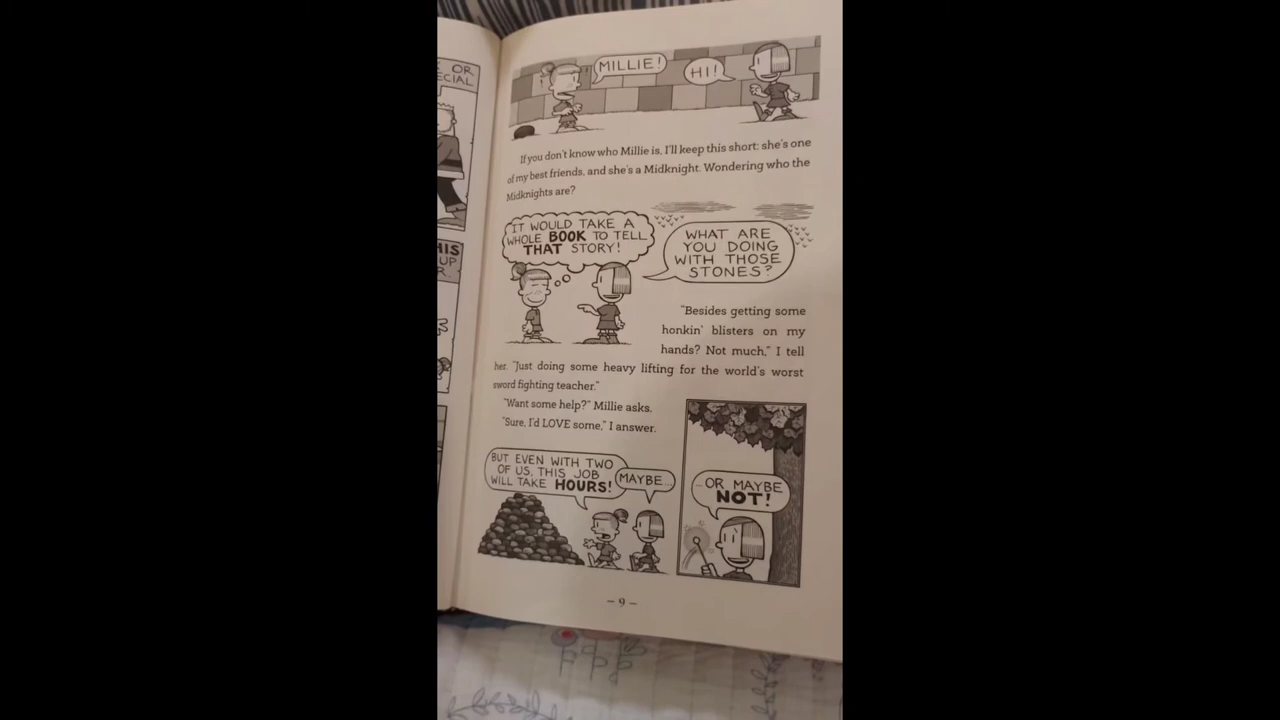 E OR
ECIAL
HIS
UP
R.
MILLIE!
HI!
If you don't know who Millie is, I'll keep this short: she's one
of my best friends, and she's a Midknight. Wondering who the
Midknights are?
IT WOULD TAKE A
WHOLE BOOK TO TELL
THAT STORY!
WHAT ARE
YOU DOING
WITH THOSE
STONES?
"Besides getting some
honkin' blisters on my
hands? Not much," I tell
her. "Just doing some heavy lifting for the world's worst
sword fighting teacher."
"Want some help?" Millie asks.
"Sure, I'd LOVE some," I answer.
BUT EVEN WITH TWO
OF US, THIS JOB
WILL TAKE HOURS!
MAYBE...
...OR MAYBE
NOT!
– 9 –